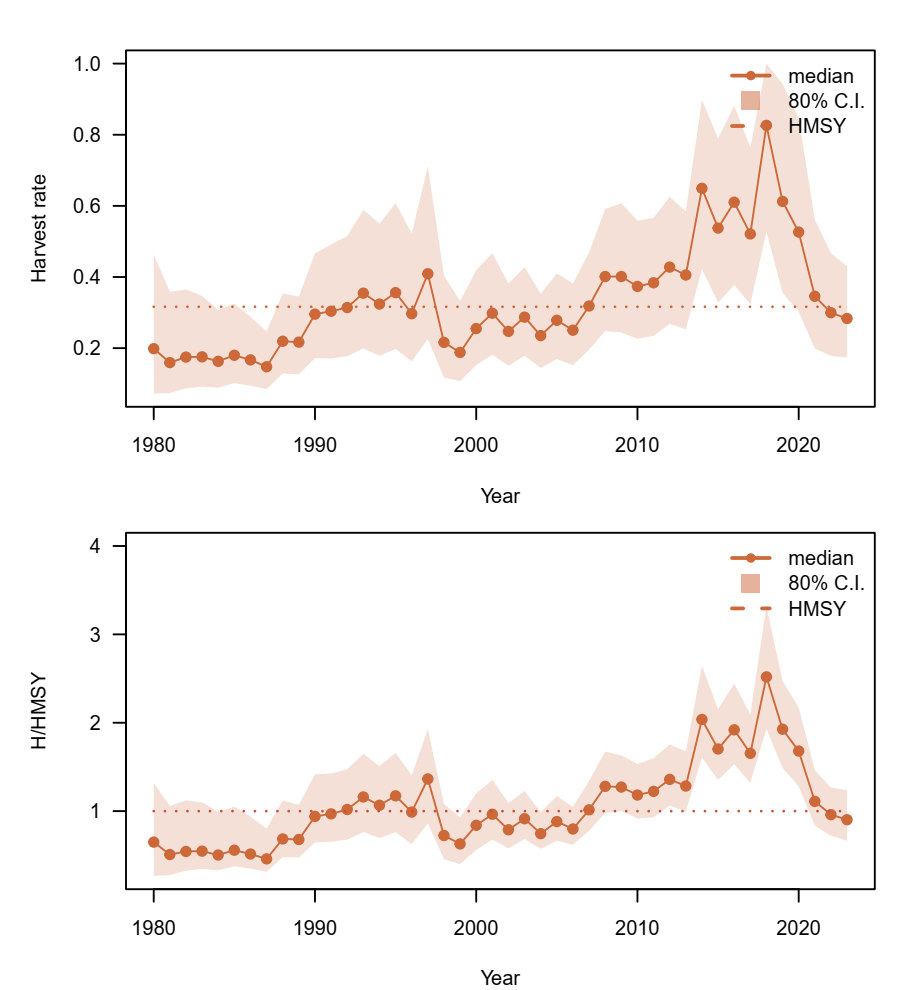 Harvest rate
1.0
0.8
0.6
0.4
0.2
median
80% C.I.
HMSY
1980 1990 2000 2010 2020
Year
H/HMSY
4
3
2
1
median
80% C.I.
HMSY
1980 1990 2000 2010 2020
Year